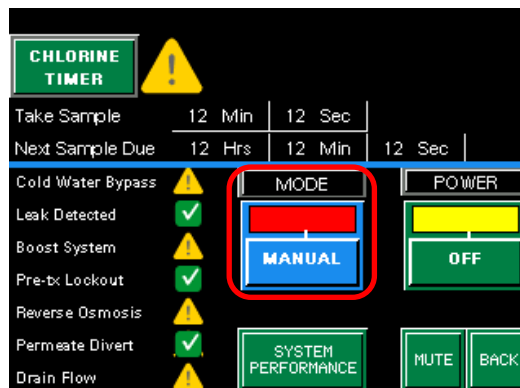 CHLORINE
TIMER
Take Sample 12 Min 12 Sec
Next Sample Due 12 Hrs 12 Min 12 Sec
Cold Water Bypass
Leak Detected
Boost System
Pre-tx Lockout
Reverse Osmosis
Permeate Divert
Drain Flow
MODE
MANUAL
POWER
OFF
SYSTEM
PERFORMANCE
MUTE
BACK